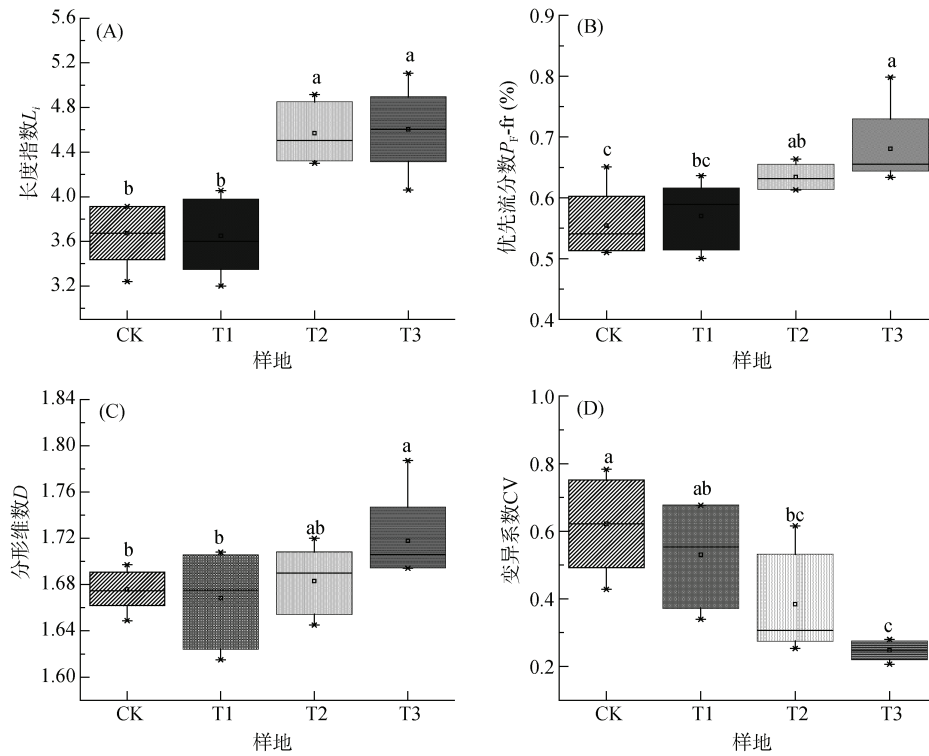 (A)
长度指数Li
5.6
5.2
4.8
4.4
4.0
3.6
3.2
b
b
a
a
CK T1 T2 T3
样地
(B)
优先流分数PF-fr (%)
0.9
0.8
0.7
0.6
0.5
0.4
c
bc
ab
a
CK T1 T2 T3
样地
(C)
分形维数D
1.84
1.80
1.76
1.72
1.68
1.64
1.60
b
b
ab
a
CK T1 T2 T3
样地
(D)
变异系数CV
1.0
0.8
0.6
0.4
0.2
a
ab
bc
c
CK T1 T2 T3
样地